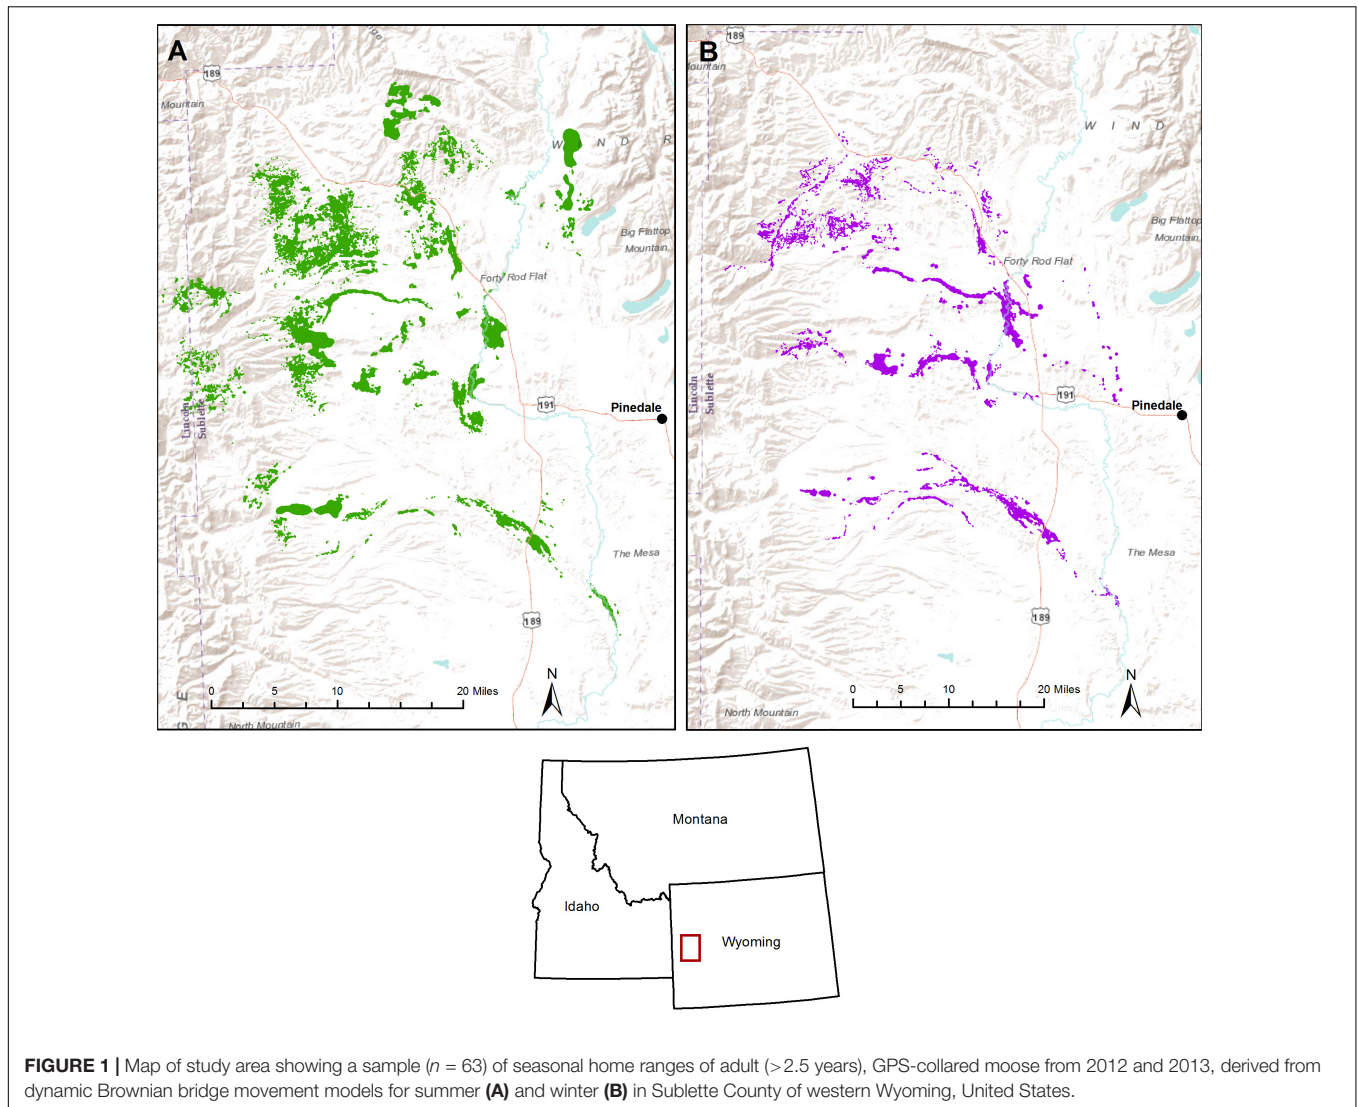 A
189
ge
Mountain
W I N D R
Big Flattop
Mountain
Forty Rod Flat
Lincoln
Sublette
191
Pinedale
The Mesa
189
N
0 5 10 20 Miles
G E
North Mountain
B
189
Mountain
W I N D
Big Flattop
Mountain
Forty Rod Flat
Lincoln
Sublette
191
Pinedale
The Mesa
189
N
0 5 10 20 Miles
North Mountain
Montana
Idaho
Wyoming
FIGURE 1 | Map of study area showing a sample (n = 63) of seasonal home ranges of adult (>2.5 years), GPS-collared moose from 2012 and 2013, derived from
dynamic Brownian bridge movement models for summer (A) and winter (B) in Sublette County of western Wyoming, United States.